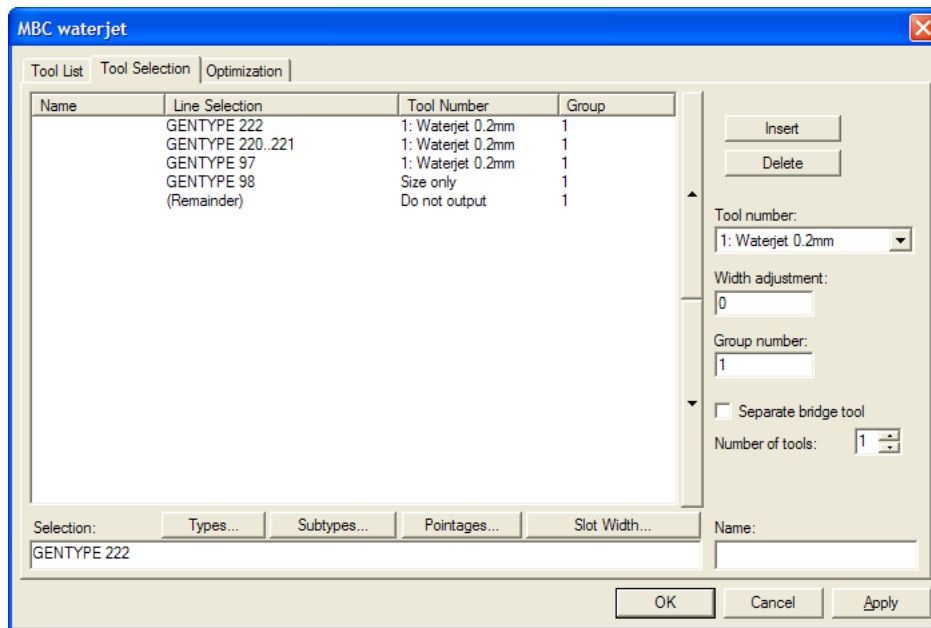 MBC waterjet
Tool List Tool Selection Optimization
Name Line Selection Tool Number Group
GENTYPE 222 1: Waterjet 0.2mm 1
GENTYPE 220..221 1: Waterjet 0.2mm 1
GENTYPE 97 1: Waterjet 0.2mm 1
GENTYPE 98 Size only 1
(Remainder) Do not output 1
Insert
Delete
Tool number:
1: Waterjet 0.2mm
Width adjustment:
0
Group number:
1
Separate bridge tool
Number of tools: 1
Selection: Types... Subtypes... Pointages... Slot Width... Name:
GENTYPE 222
OK Cancel Apply